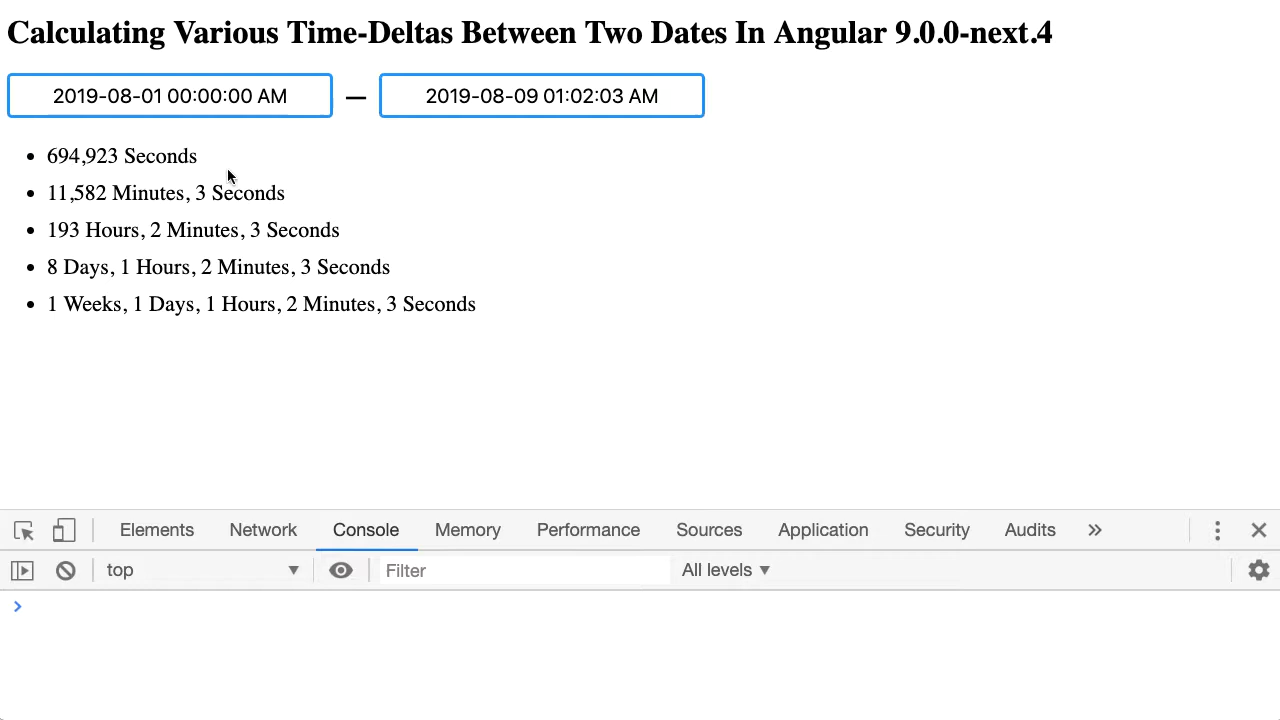 Calculating Various Time-Deltas Between Two Dates In Angular 9.0.0-next.4
2019-08-01 00:00:00 AM — 2019-08-09 01:02:03 AM
• 694,923 Seconds
• 11,582 Minutes, 3 Seconds
• 193 Hours, 2 Minutes, 3 Seconds
• 8 Days, 1 Hours, 2 Minutes, 3 Seconds
• 1 Weeks, 1 Days, 1 Hours, 2 Minutes, 3 Seconds
Elements Network Console Memory Performance Sources Application Security Audits »
top ▼ Filter All levels ▼